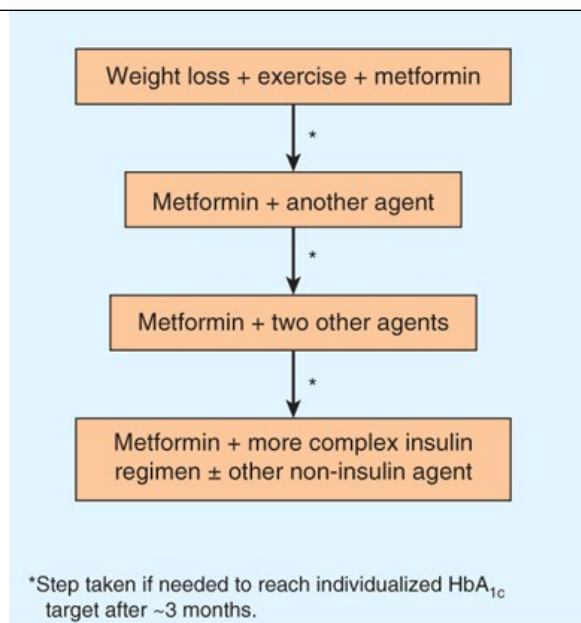 Weight loss + exercise + metformin
*
Metformin + another agent
*
Metformin + two other agents
*
Metformin + more complex insulin
regimen ± other non-insulin agent
*Step taken if needed to reach individualized HbA1c
target after ~3 months.